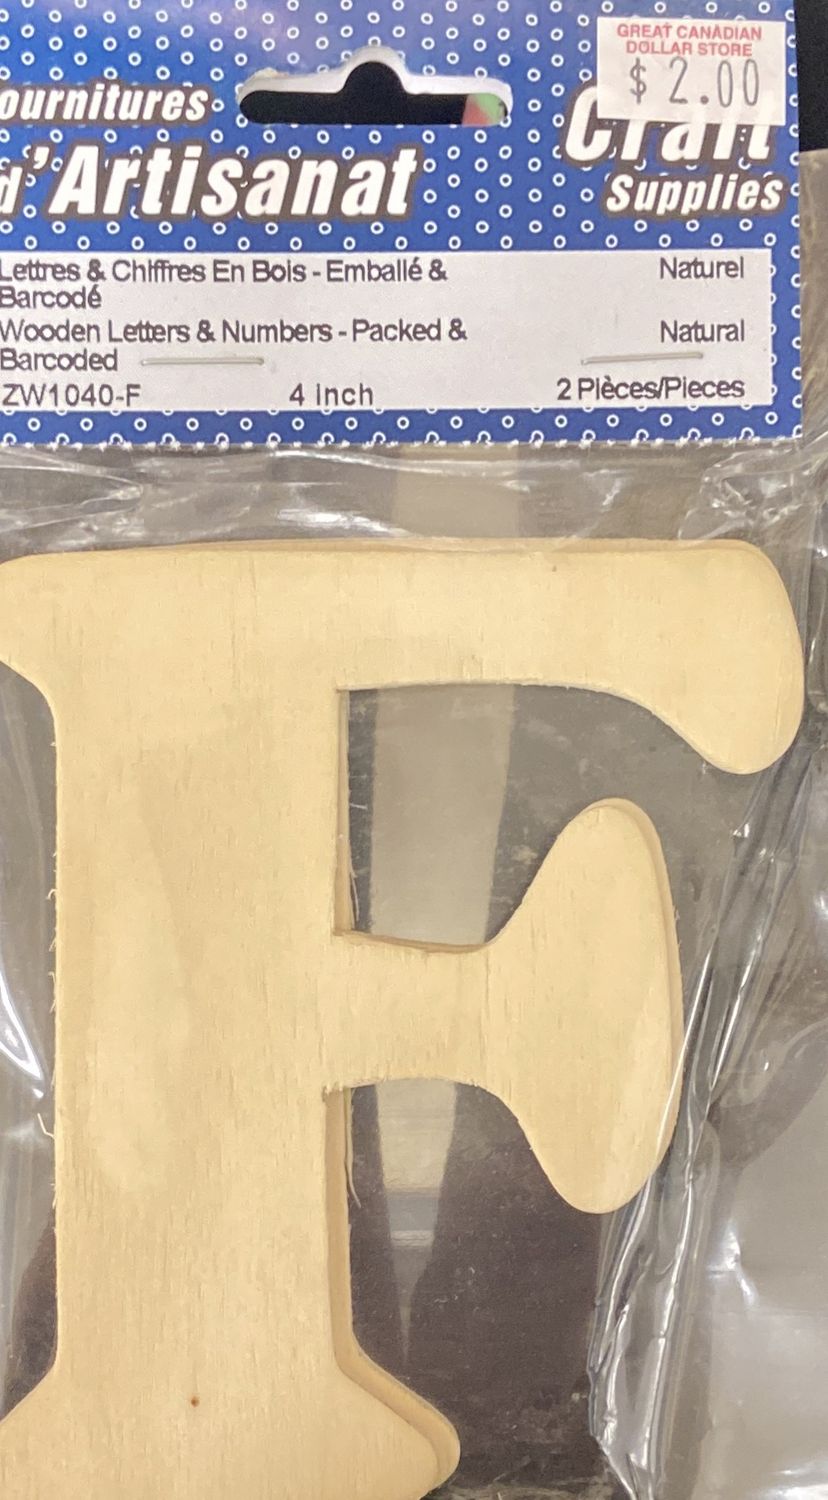 GREAT CANADIAN
DOLLAR STORE
$ 2.00
ournitures
d'Artisanat
Craft
Supplies
Lettres & Chiffres En Bois - Emballé &
Barcodé
Naturel
Wooden Letters & Numbers - Packed &
Barcoded
Natural
ZW1040-F 4 inch 2 Pièces/Pieces
F